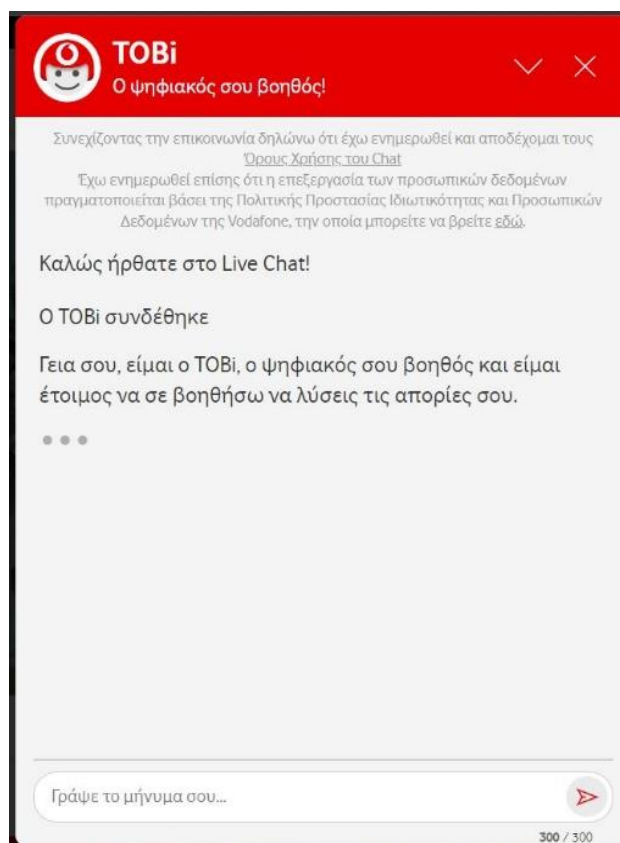 TOBi
Ο ψηφιακός σου βοηθός!
Συνεχίζοντας την επικοινωνία δηλώνω ότι έχω ενημερωθεί και αποδέχομαι τους
Όρους Χρήσης του Chat
Έχω ενημερωθεί επίσης ότι η επεξεργασία των προσωπικών δεδομένων
πραγματοποιείται βάσει της Πολιτικής Προστασίας Ιδιωτικότητας και Προσωπικών
Δεδομένων της Vodafone, την οποία μπορείτε να βρείτε εδώ.
Καλώς ήρθατε στο Live Chat!
Ο TOBi συνδέθηκε
Γεια σου, είμαι ο TOBi, ο ψηφιακός σου βοηθός και είμαι
έτοιμος να σε βοηθήσω να λύσεις τις απορίες σου.
Γράψε το μήνυμα σου...
300 / 300